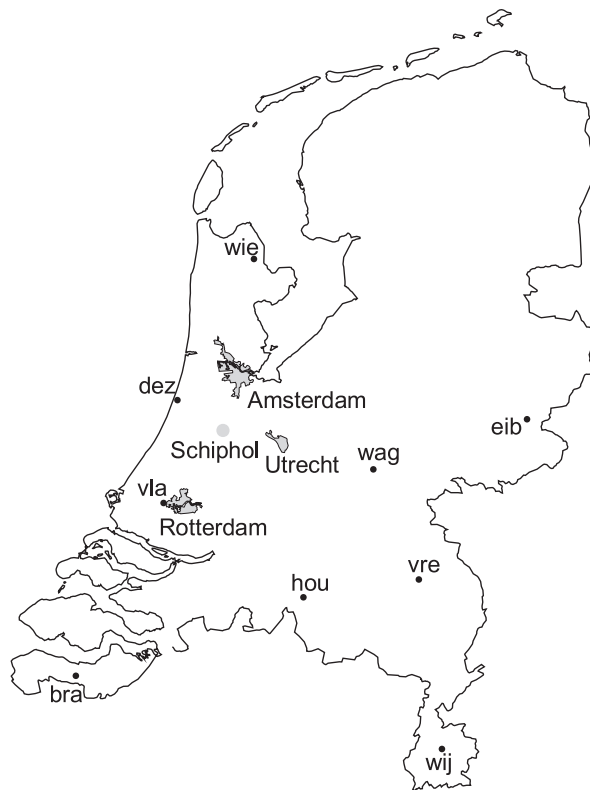 wie
dez
Amsterdam
eib
Schiphol
Utrecht
wag
vla
Rotterdam
hou
vre
bra
wij